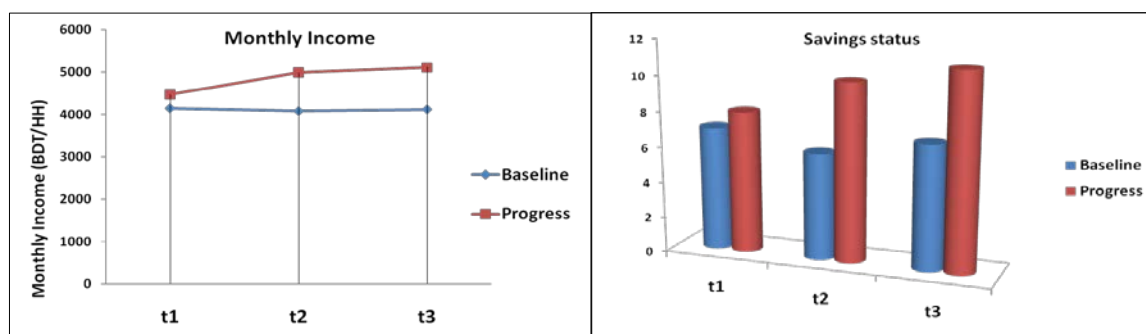 Monthly Income
Monthly Income (BDT/HH)
6000
5000
4000
3000
2000
1000
0
t1 t2 t3
Baseline
Progress
Savings status
12
10
8
6
4
2
0
t1
t2
t3
Baseline
Progress